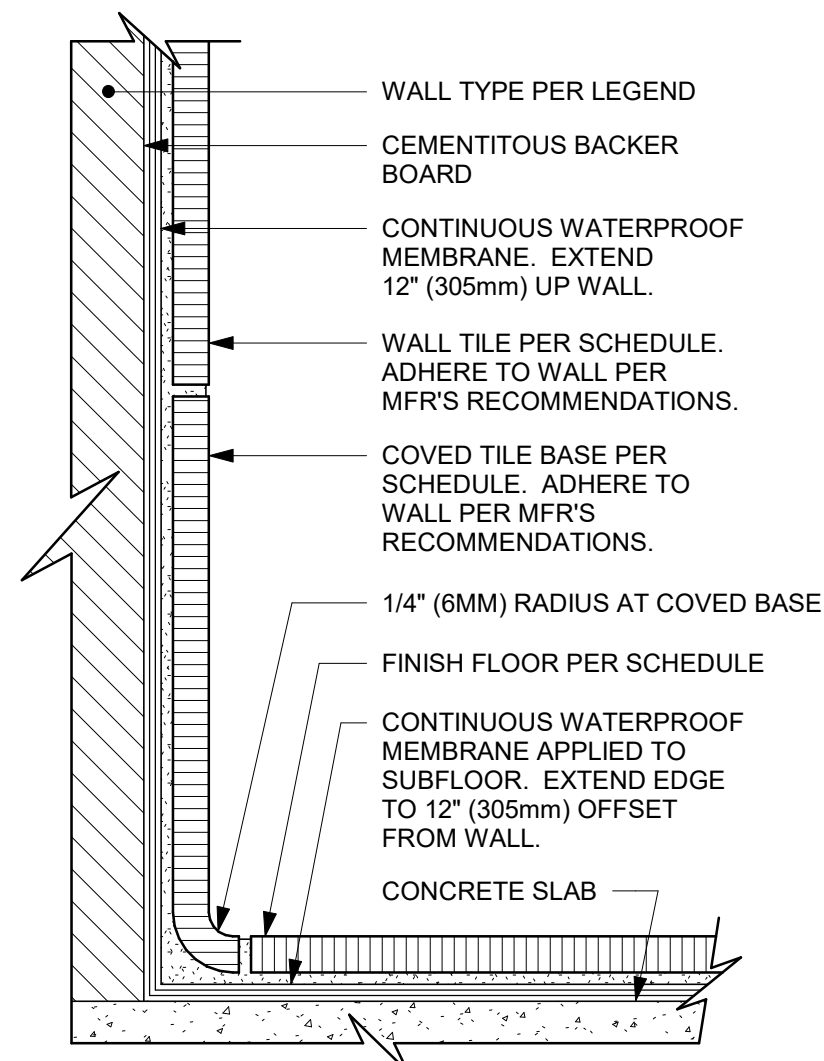 WALL TYPE PER LEGEND
CEMENTITOUS BACKER
BOARD
CONTINUOUS WATERPROOF
MEMBRANE.  EXTEND
12" (305mm) UP WALL.
WALL TILE PER SCHEDULE.
ADHERE TO WALL PER
MFR'S RECOMMENDATIONS.
COVED TILE BASE PER
SCHEDULE.  ADHERE TO
WALL PER MFR'S
RECOMMENDATIONS.
1/4" (6MM) RADIUS AT COVED BASE
FINISH FLOOR PER SCHEDULE
CONTINUOUS WATERPROOF
MEMBRANE APPLIED TO
SUBFLOOR.  EXTEND EDGE
TO 12" (305mm) OFFSET
FROM WALL.
CONCRETE SLAB